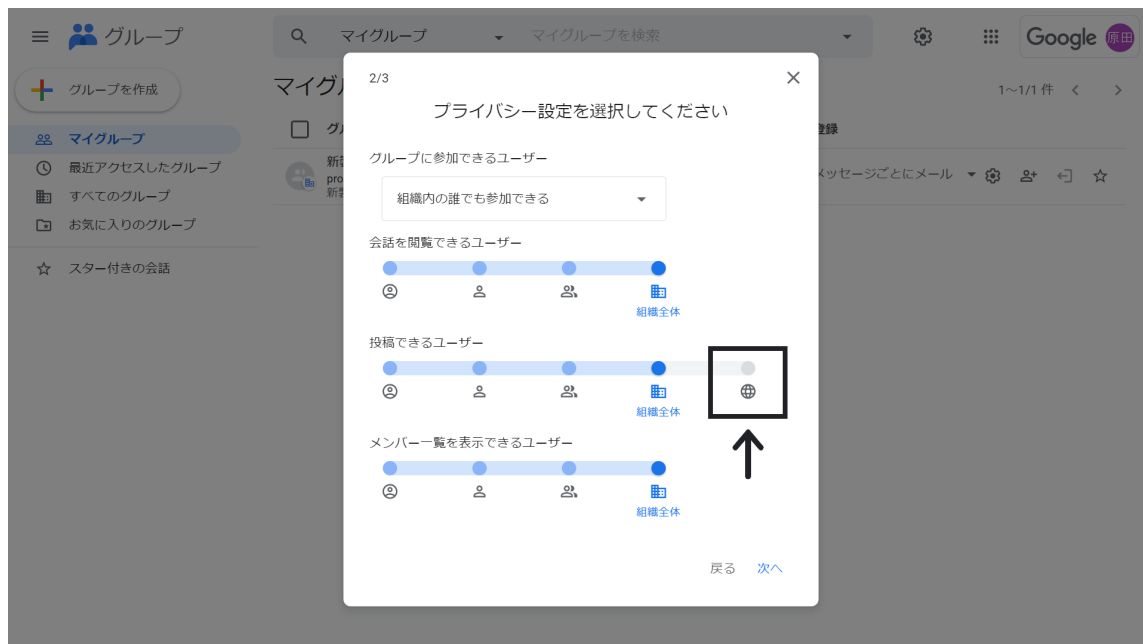 グループ
マイグループ
マイグループを検索
Google
原田
グループを作成
マイグループ
最近アクセスしたグループ
すべてのグループ
お気に入りのグループ
スター付きの会話
マイグル
1～1/1 件
登録
pro
メッセージごとにメール
2/3
プライバシー設定を選択してください
グループに参加できるユーザー
組織内の誰でも参加できる
会話を閲覧できるユーザー
組織全体
投稿できるユーザー
組織全体
メンバー一覧を表示できるユーザー
組織全体
戻る 次へ